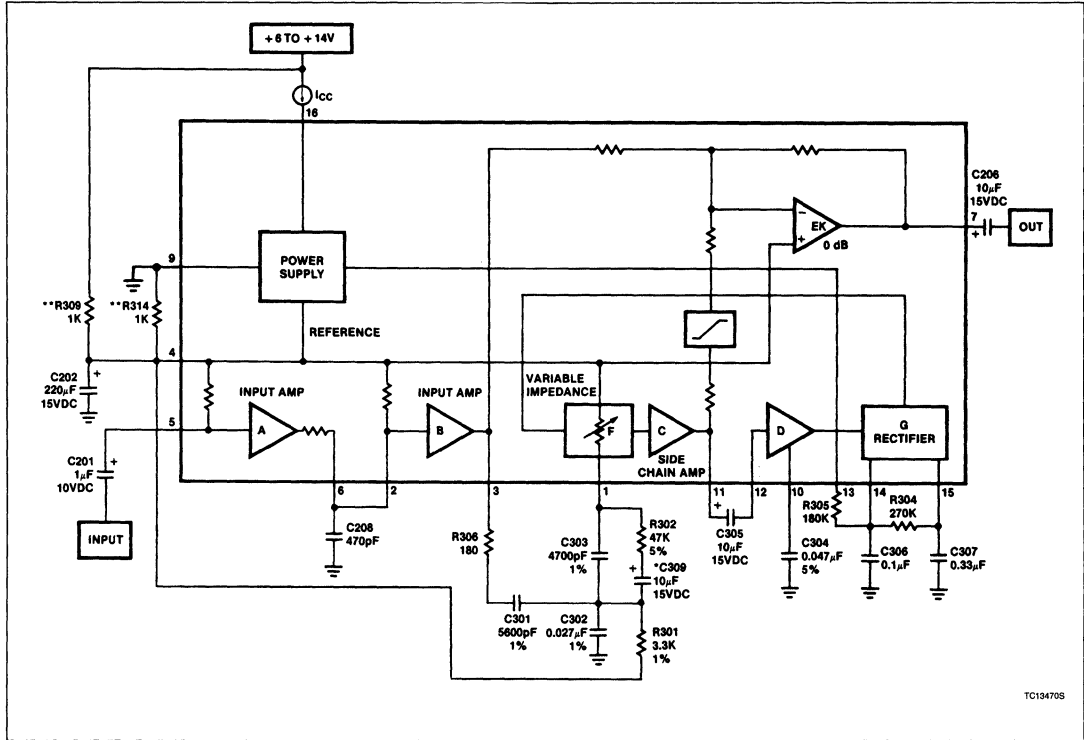 +6 TO +14V
ICC
16
C206
10µF
15VDC
7
+
OUT
−
EK
+
0 dB
9
POWER
SUPPLY
**R309
1K
**R314
1K
REFERENCE
4
C202
220µF
15VDC
+
INPUT AMP
A
5
C201
1µF
10VDC
+
INPUT
INPUT AMP
B
VARIABLE
IMPEDANCE
F
C
SIDE
CHAIN AMP
D
G
RECTIFIER
6
2
3
1
11
12
10
13
14
15
C208
470pF
R306
180
C303
4700pF
1%
R302
47K
5%
+
*C309
10µF
15VDC
+
C305
10µF
15VDC
R305
180K
C304
0.047µF
5%
R304
270K
C306
0.1µF
C307
0.33µF
C301
5600pF
1%
C302
0.027µF
1%
R301
3.3K
1%
TC13470S